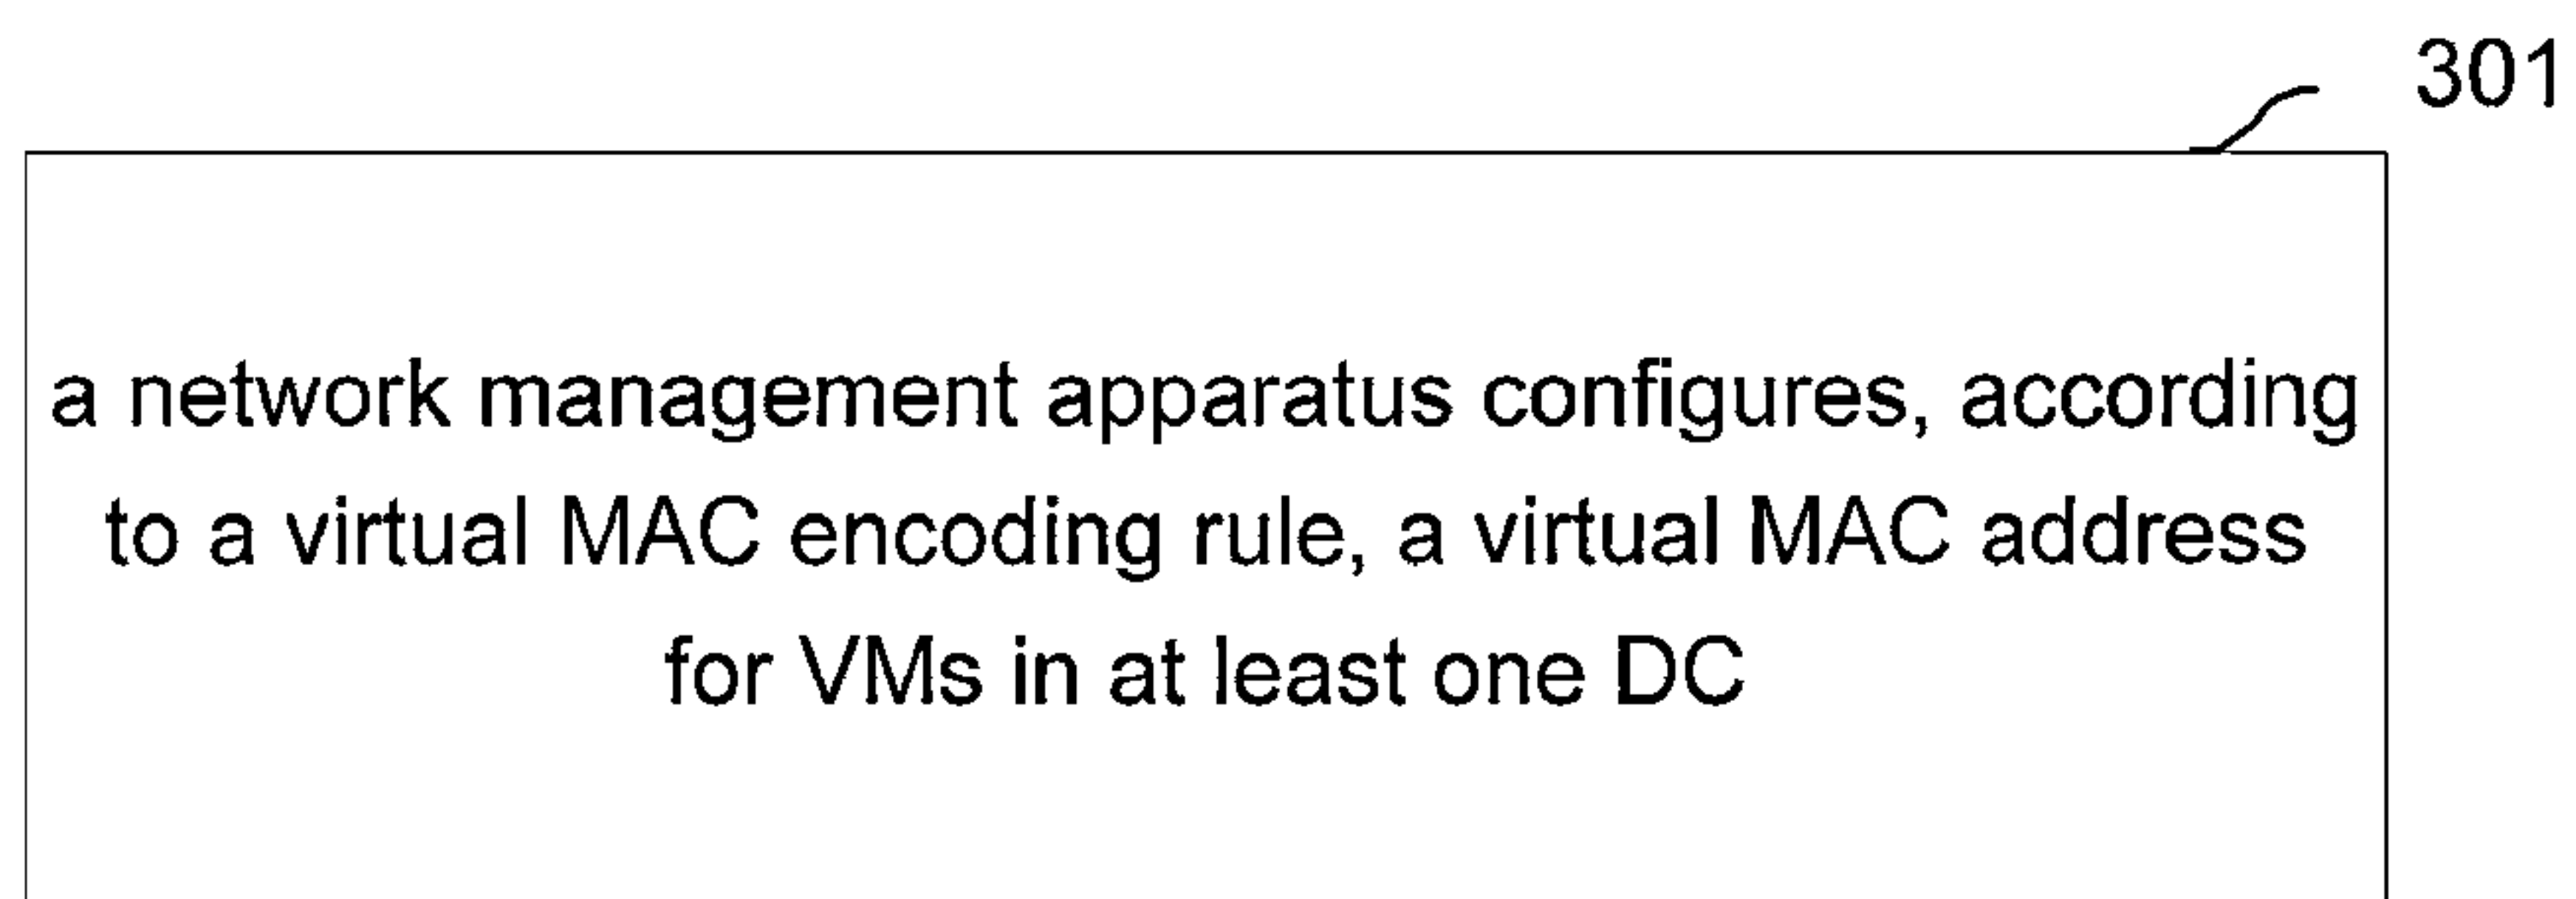 301
a network management apparatus configures, according
to a virtual MAC encoding rule, a virtual MAC address
for VMs in at least one DC